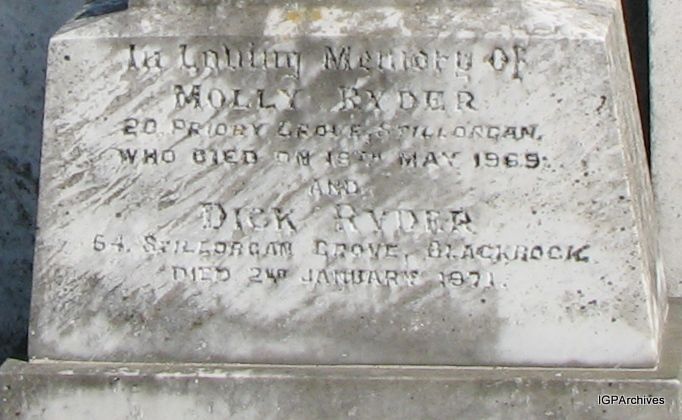 In Loving Memory Of
MOLLY RYDER
20 PRIORY GROVE, STILLORGAN,
WHO DIED ON 19TH MAY 1969.
AND
DICK RYDER
64, STILLORGAN GROVE, BLACKROCK.
DIED 2ND JANUARY 1971.
IGPArchives